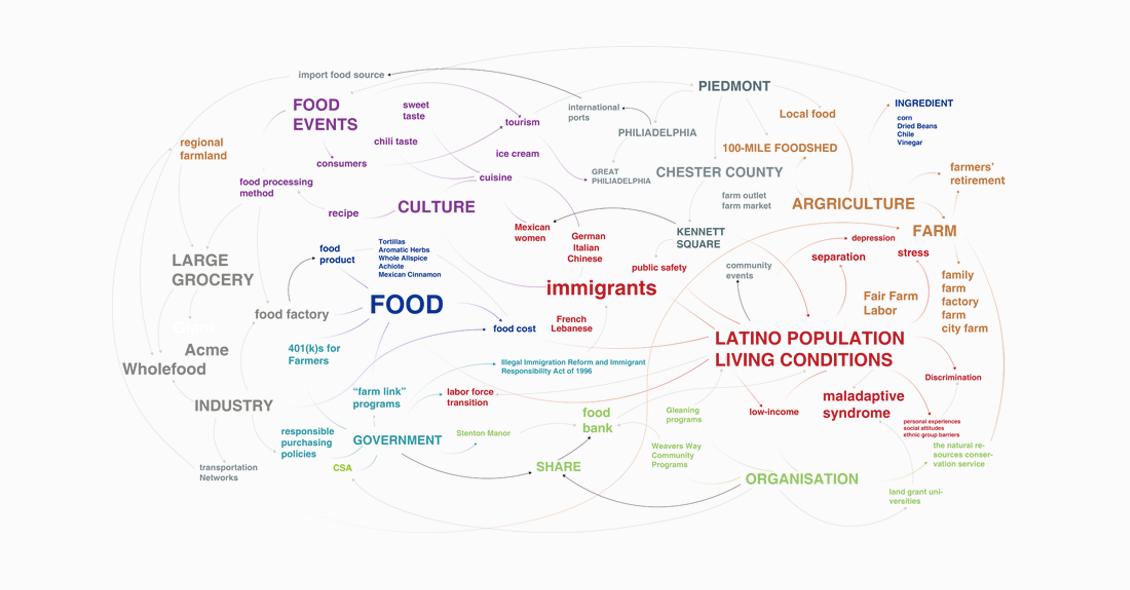 import food source
FOOD
EVENTS
sweet
taste
chili taste
tourism
ice cream
consumers
cuisine
regional
farmland
food processing
method
recipe
CULTURE
international
ports
PIEDMONT
PHILIADELPHIA
GREAT
PHILIADELPHIA
CHESTER COUNTY
Local food
100-MILE FOODSHED
INGREDIENT
corn
Dried Beans
Chile
Vinegar
farmers'
retirement
farm outlet
farm market
ARGRICULTURE
FARM
Mexican
women
German
Italian
Chinese
KENNETT
SQUARE
public safety
community
events
depression
separation
stress
family
farm
factory
farm
city farm
Fair Farm
Labor
LARGE
GROCERY
food
product
Tortillas
Aromatic Herbs
Whole Allspice
Achiote
Mexican Cinnamon
FOOD
food factory
immigrants
French
Lebanese
food cost
Giant
Acme
Wholefood
401(k)s for
Farmers
LATINO POPULATION
LIVING CONDITIONS
Illegal Immigration Reform and Immigrant
Responsibility Act of 1996
Discrimination
INDUSTRY
"farm link"
programs
labor force
transition
food
bank
Gleaning
programs
low-income
maladaptive
syndrome
personal experiences
social attitudes
ethnic group barriers
responsible
purchasing
policies
GOVERNMENT
Stenton Manor
Weavers Way
Community
Programs
the natural re-
sources conser-
vation service
transportation
Networks
CSA
SHARE
ORGANISATION
land grant uni-
versities